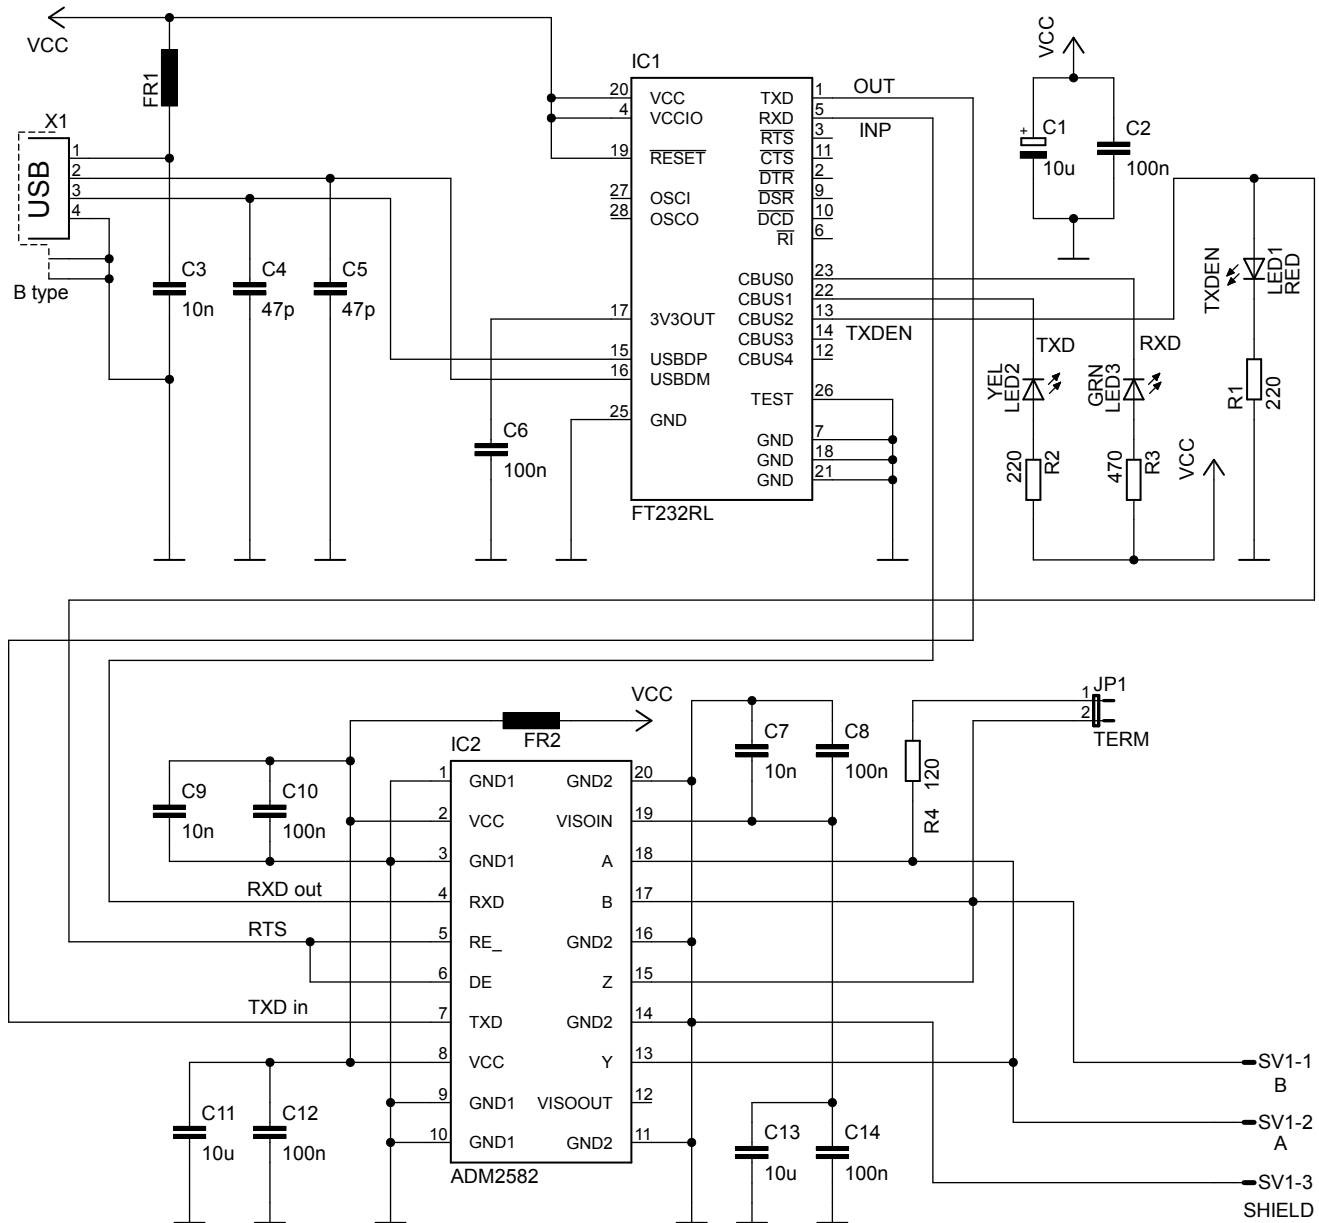 VCC
FR1
X1
USB
1
2
3
4
B type
C3
10n
C4
47p
C5
47p
C6
100n
IC1
20 VCC
4 VCCIO
19 RESET
27 OSCI
28 OSCO
17 3V3OUT
15 USBDP
16 USBDM
25 GND
TXD 1 OUT
RXD 5 INP
RTS 3
CTS 11
DTR 2
DSR 9
DCD 10
RI 6
CBUS0 23
CBUS1 22
CBUS2 13
CBUS3 14
CBUS4 12
TXDEN
TEST 26
GND 7
GND 18
GND 21
FT232RL
VCC
+
C1
10u
C2
100n
TXDEN
LED1
RED
R1
220
TXD
YEL
LED2
RXD
GRN
LED3
220
R2
470
R3
VCC
VCC
FR2
C9
10n
C10
100n
RXD out
RTS
TXD in
C11
10u
C12
100n
IC2
1 GND1
2 VCC
3 GND1
4 RXD
5 RE_
6 DE
7 TXD
8 VCC
9 GND1
10 GND1
GND2 20
VISOIN 19
A 18
B 17
GND2 16
Z 15
GND2 14
Y 13
VISOOUT 12
GND2 11
ADM2582
C7
10n
C8
100n
120
R4
1
2
JP1
TERM
C13
10u
C14
100n
SV1-1
B
SV1-2
A
SV1-3
SHIELD